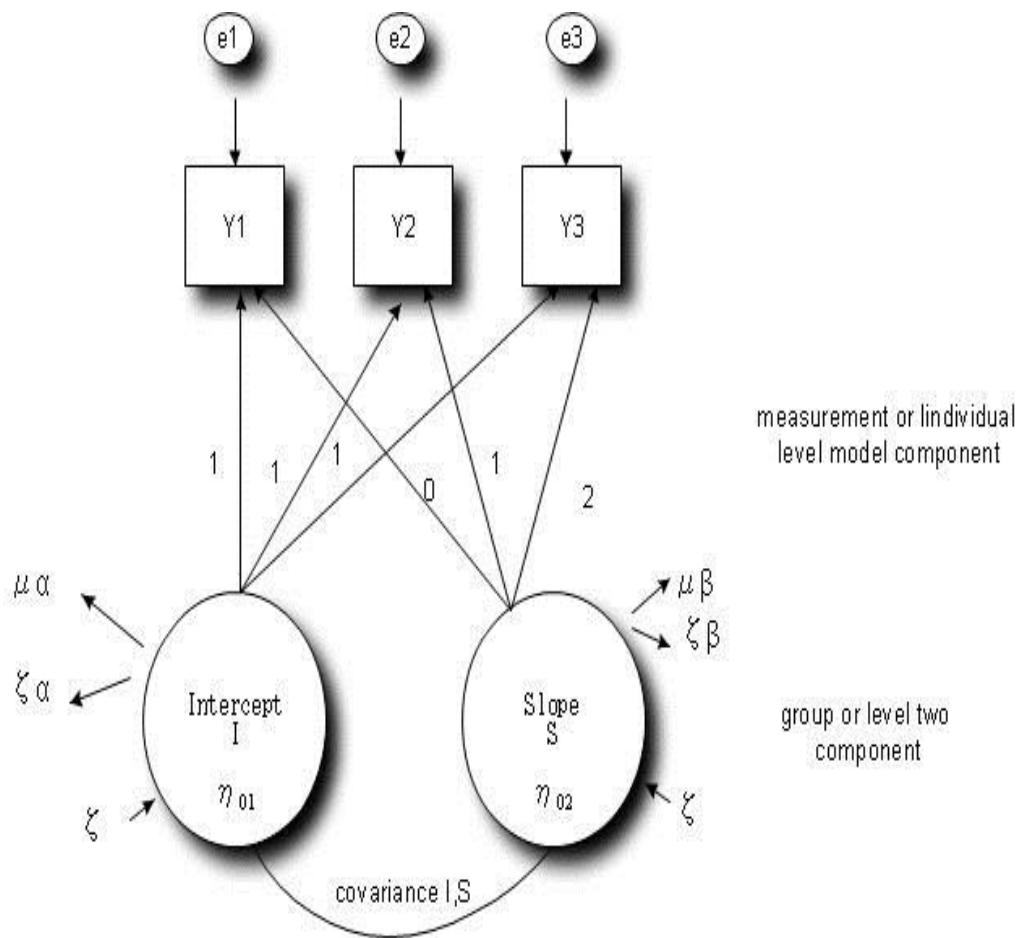 e1 e2 e3
Y1 Y2 Y3
measurement or lindividual
level model component
1 1 1 0 1 2
μ α
ζ α
μ β
ζ β
Intercept
I
η 01
Slope
S
η 02
group or level two
component
ζ
ζ
covariance I,S